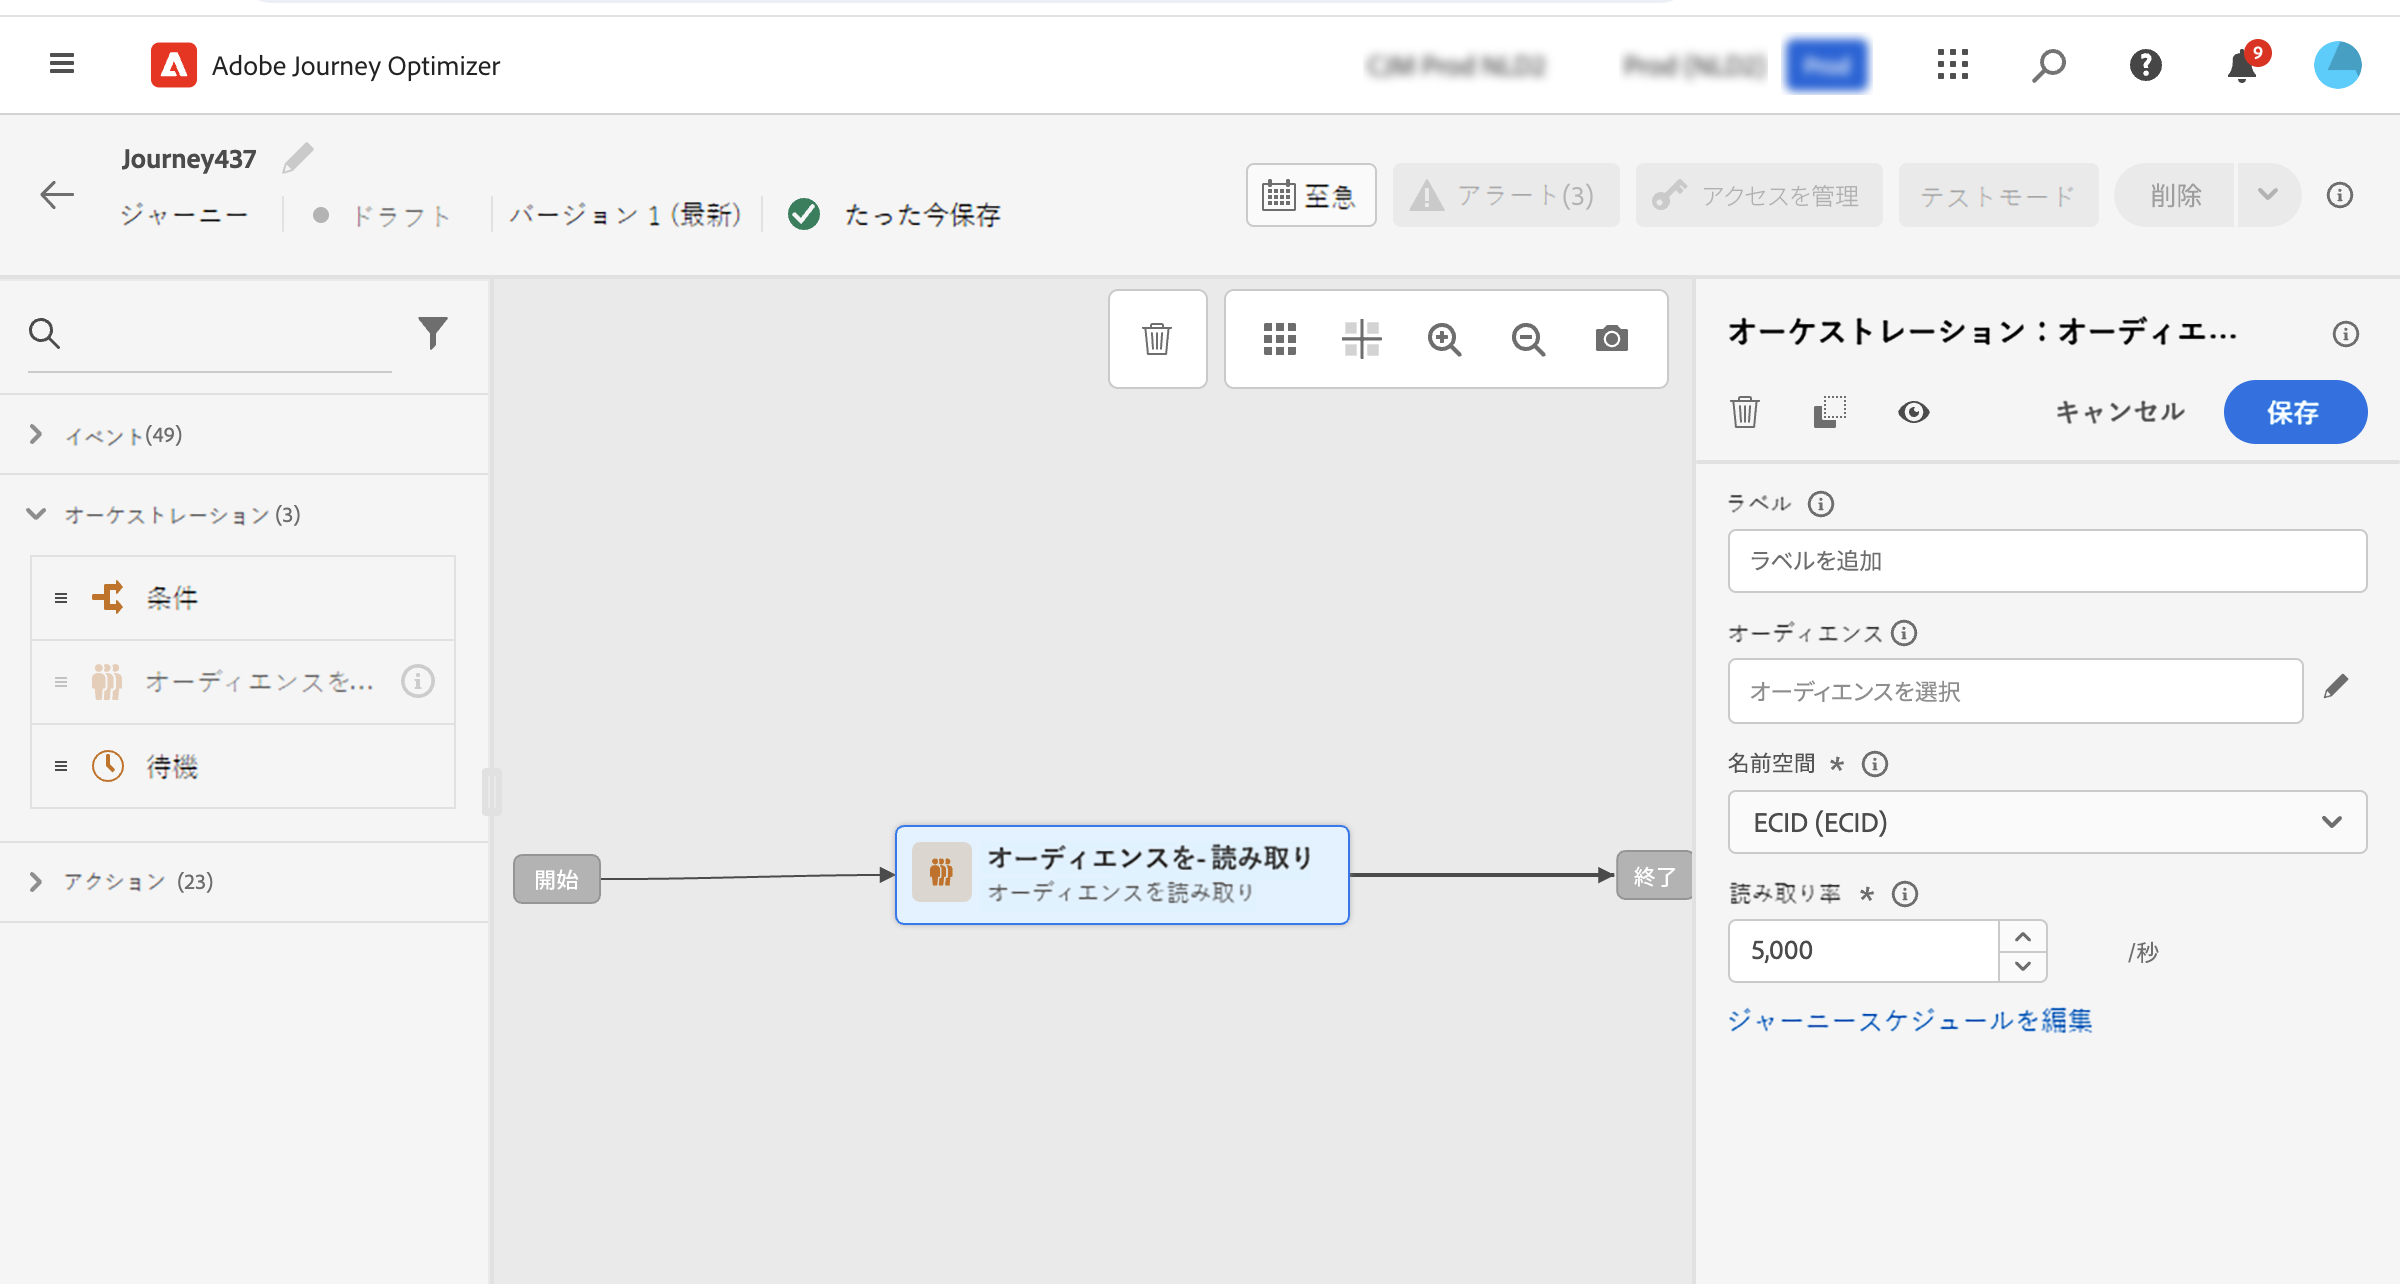 Adobe Journey Optimizer
9
Journey437
ジャーニー
ドラフト
バージョン 1 (最新)
たった今保存
至急
アラート(3)
アクセスを管理
テストモード
削除
イベント(49)
オーケストレーション (3)
条件
オーディエンスを...
待機
アクション (23)
開始
オーディエンスを- 読み取り
オーディエンスを読み取り
終了
オーケストレーション：オーディエ...
キャンセル
保存
ラベル
ラベルを追加
オーディエンス
オーディエンスを選択
名前空間 *
ECID (ECID)
読み取り率 *
5,000
/秒
ジャーニースケジュールを編集